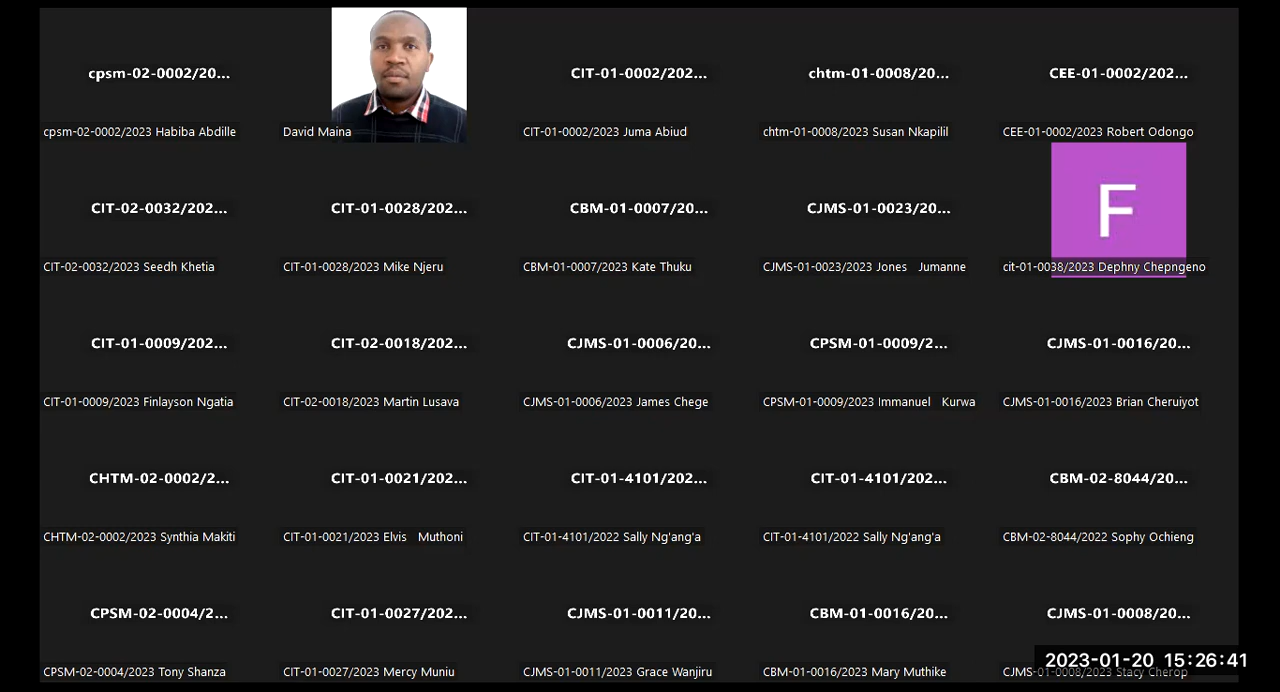 cpsm-02-0002/20...
CIT-01-0002/202...
chtm-01-0008/20...
CEE-01-0002/202...
cpsm-02-0002/2023 Habiba Abdille
David Maina
CIT-01-0002/2023 Juma Abiud
chtm-01-0008/2023 Susan Nkapilil
CEE-01-0002/2023 Robert Odongo
CIT-02-0032/202...
CIT-01-0028/202...
CBM-01-0007/20...
CJMS-01-0023/20...
F
CIT-02-0032/2023 Seedh Khetia
CIT-01-0028/2023 Mike Njeru
CBM-01-0007/2023 Kate Thuku
CJMS-01-0023/2023 Jones Jumanne
cit-01-0038/2023 Dephny Chepngeno
CIT-01-0009/202...
CIT-02-0018/202...
CJMS-01-0006/20...
CPSM-01-0009/2...
CJMS-01-0016/20...
CIT-01-0009/2023 Finlayson Ngatia
CIT-02-0018/2023 Martin Lusava
CJMS-01-0006/2023 James Chege
CPSM-01-0009/2023 Immanuel Kurwa
CJMS-01-0016/2023 Brian Cheruiyot
CHTM-02-0002/2...
CIT-01-0021/202...
CIT-01-4101/202...
CIT-01-4101/202...
CBM-02-8044/20...
CHTM-02-0002/2023 Synthia Makiti
CIT-01-0021/2023 Elvis Muthoni
CIT-01-4101/2022 Sally Ng'ang'a
CIT-01-4101/2022 Sally Ng'ang'a
CBM-02-8044/2022 Sophy Ochieng
CPSM-02-0004/2...
CIT-01-0027/202...
CJMS-01-0011/20...
CBM-01-0016/20...
CJMS-01-0008/20...
CPSM-02-0004/2023 Tony Shanza
CIT-01-0027/2023 Mercy Muniu
CJMS-01-0011/2023 Grace Wanjiru
CBM-01-0016/2023 Mary Muthike
CJMS-01-0008/2023 Stacy Cherop
2023-01-20 15:26:41